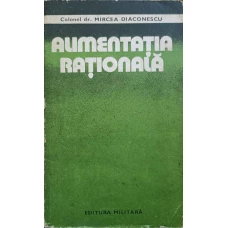 Colonel dr. MIRCEA DIACONESCU
ALIMENTAȚIA
RAȚIONALĂ
EDITURA MILITARĂ